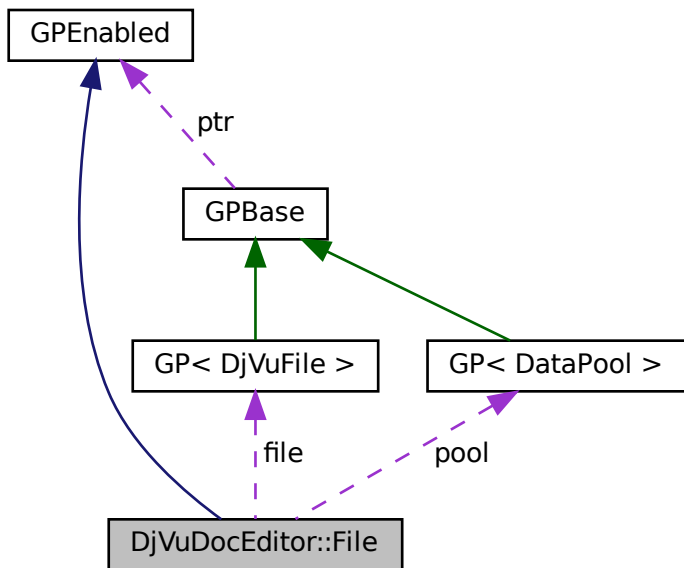 GPEnabled
ptr
GPBase
GP< DjVuFile >
GP< DataPool >
file
pool
DjVuDocEditor::File